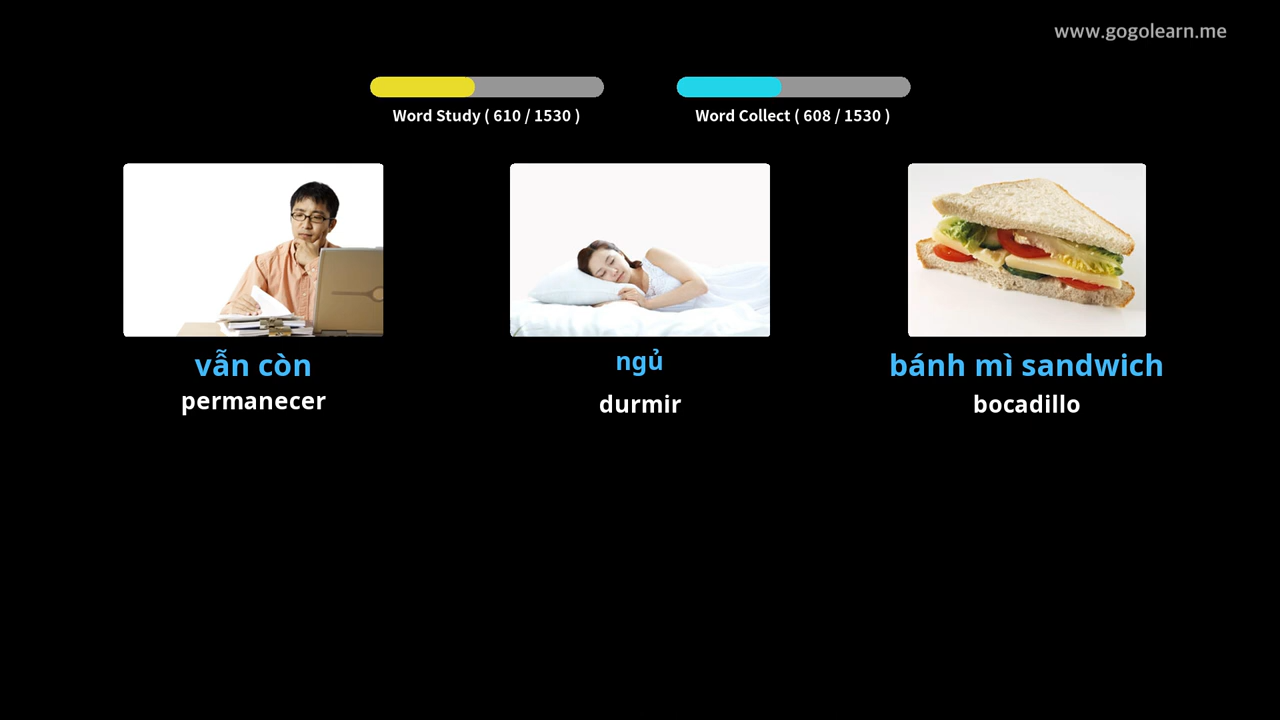 www.gogolearn.me
Word Study ( 610 / 1530 )
Word Collect ( 608 / 1530 )
vẫn còn
permanecer
ngủ
durmir
bánh mì sandwich
bocadillo